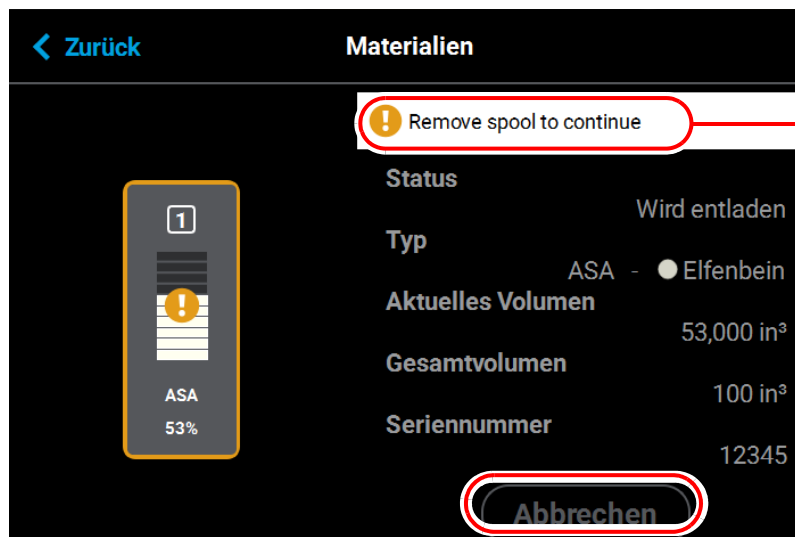 Zurück
Materialien
! Remove spool to continue
Status
Wird entladen
1
Typ
ASA - Elfenbein
!
Aktuelles Volumen
53,000 in³
Gesamtvolumen
100 in³
ASA
53%
Seriennummer
12345
Abbrechen